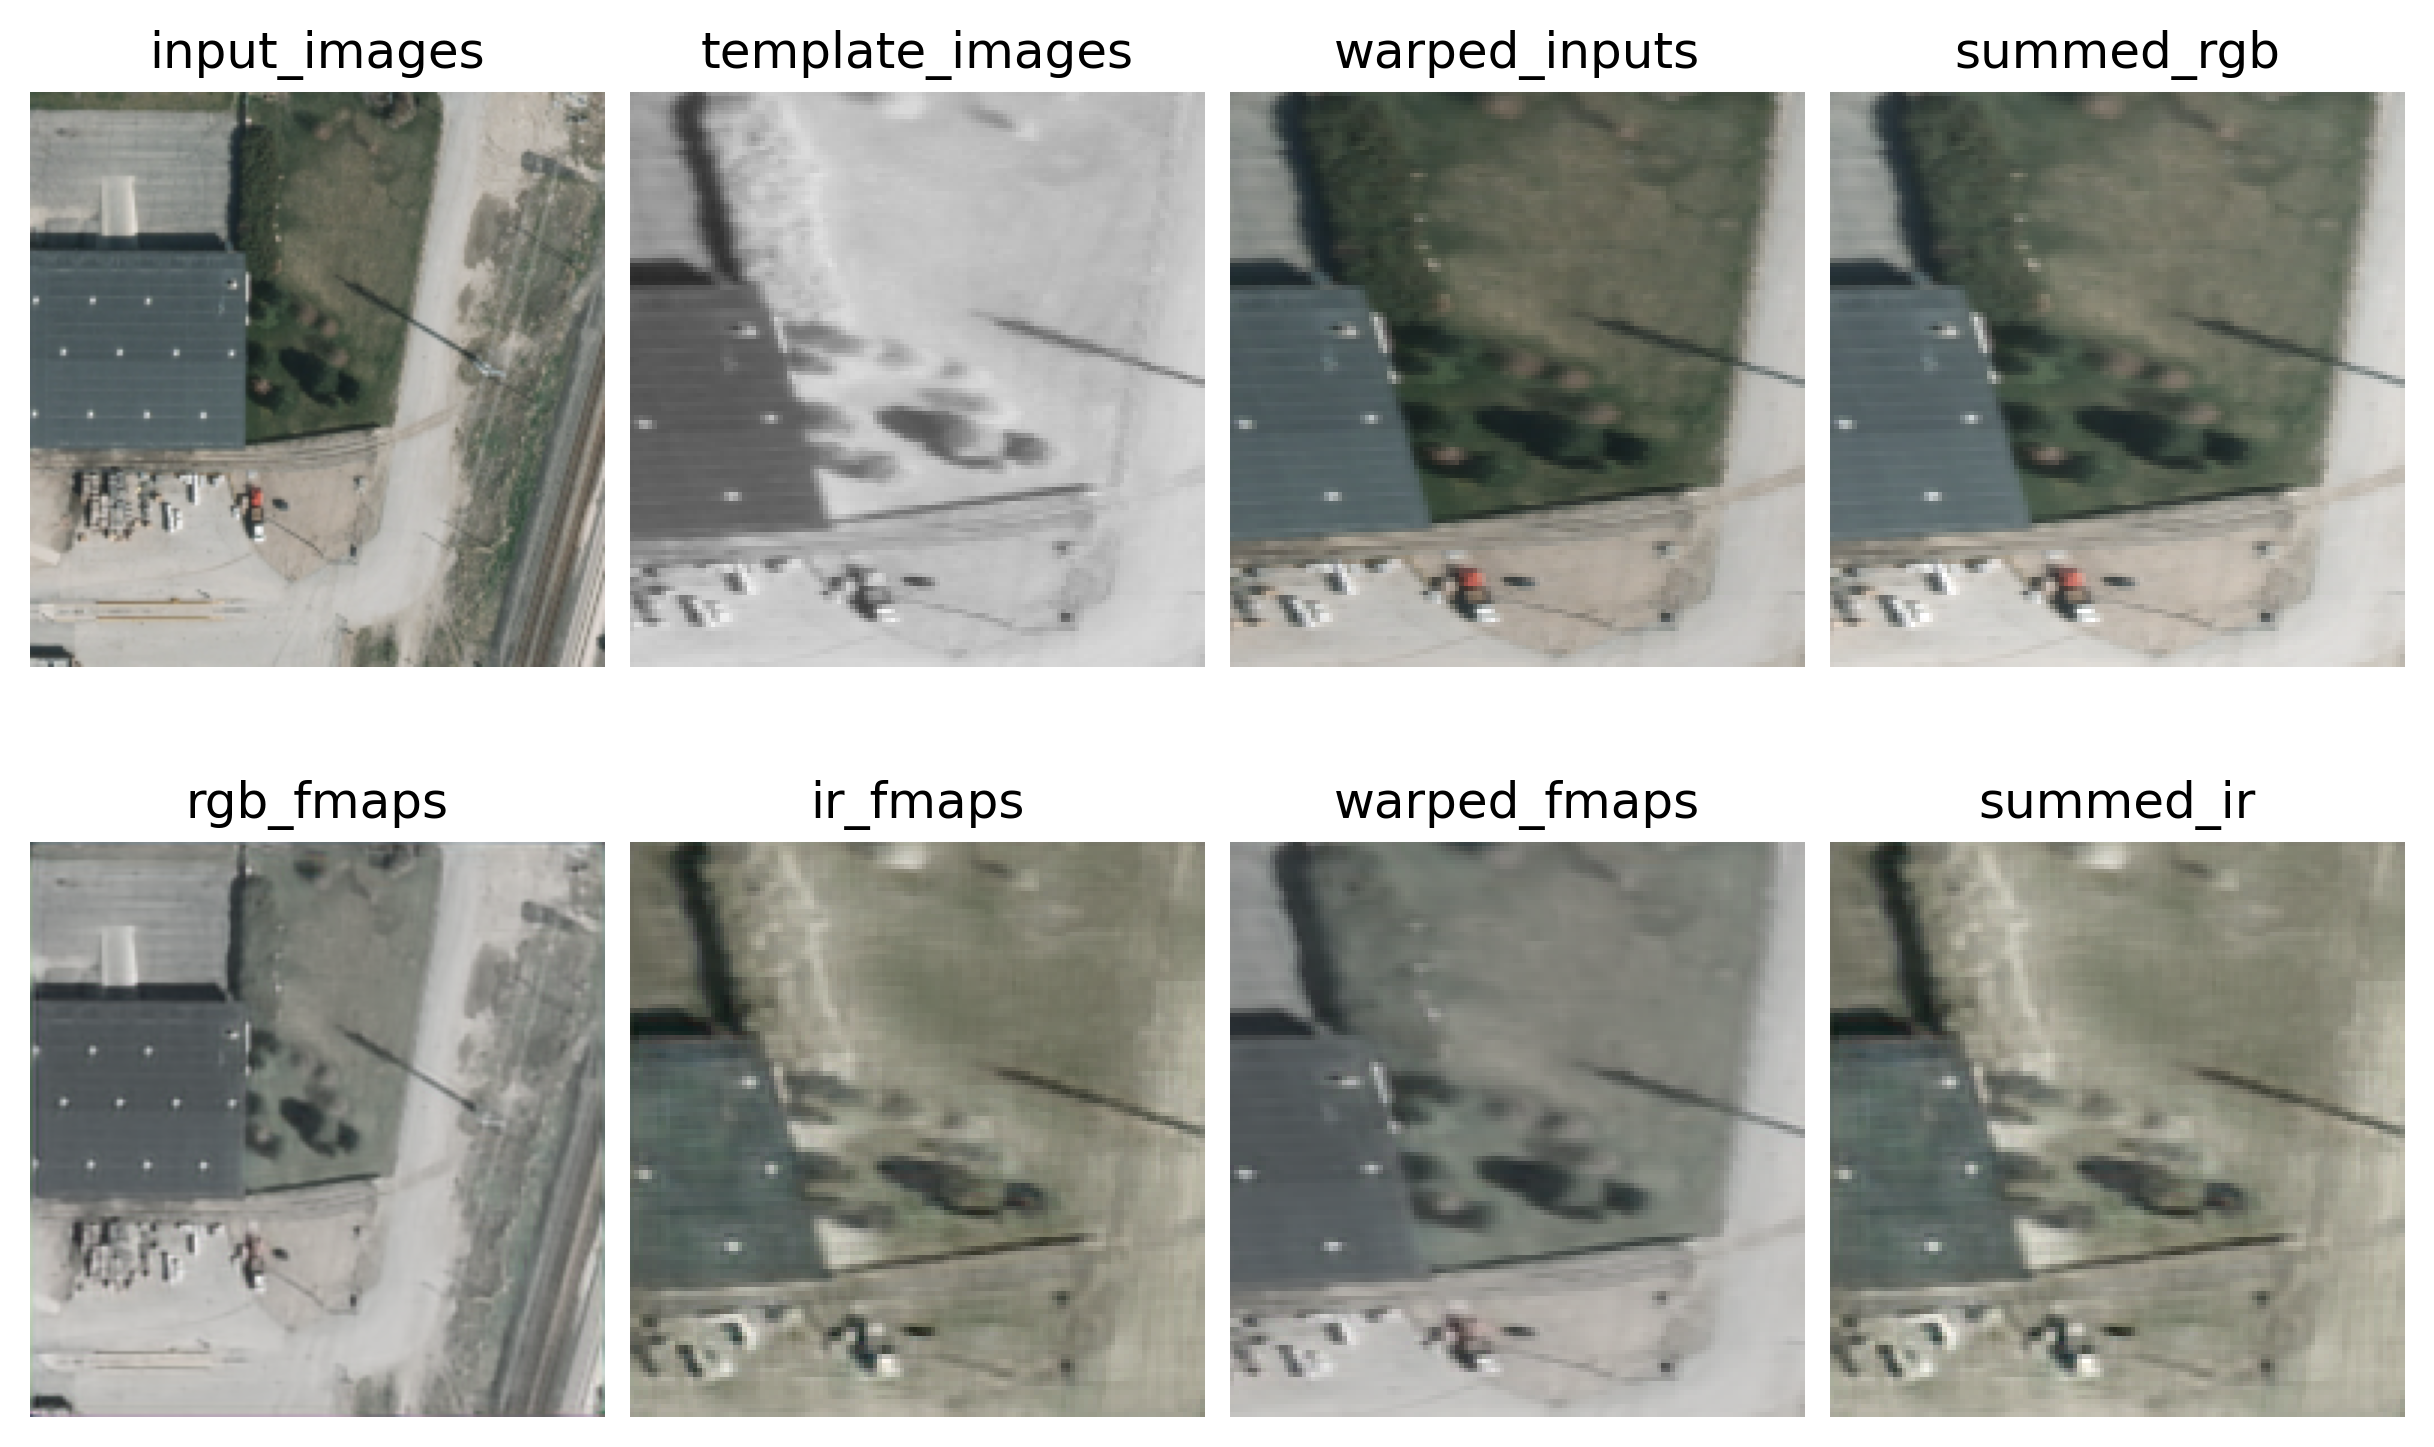 input_images
template_images
warped_inputs
summed_rgb
rgb_fmaps
ir_fmaps
warped_fmaps
summed_ir